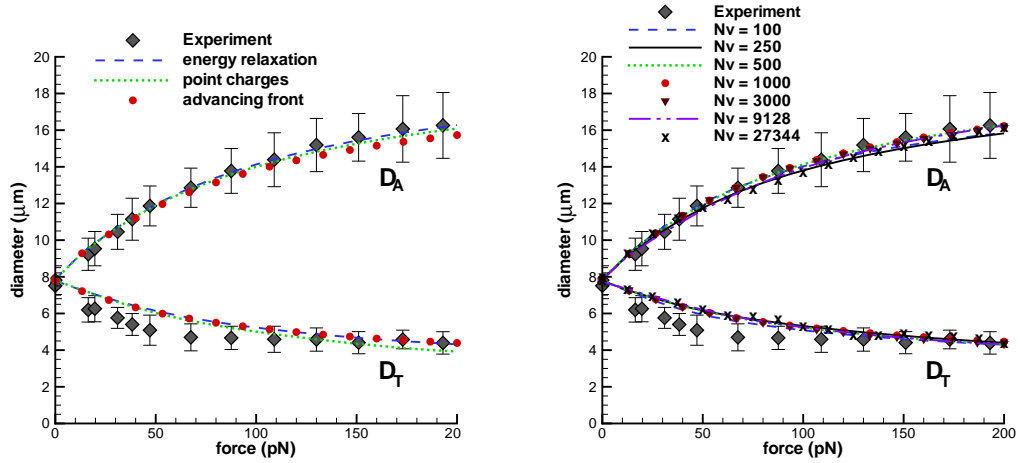 Experiment
energy relaxation
point charges
advancing front
20
18
16
14
12
10
8
6
4
2
0
diameter (μm)
D_A
D_T
0
50
100
150
20
force (pN)
Experiment
Nv = 100
Nv = 250
Nv = 500
Nv = 1000
Nv = 3000
Nv = 9128
Nv = 27344
20
18
16
14
12
10
8
6
4
2
0
diameter (μm)
D_A
D_T
0
50
100
150
200
force (pN)